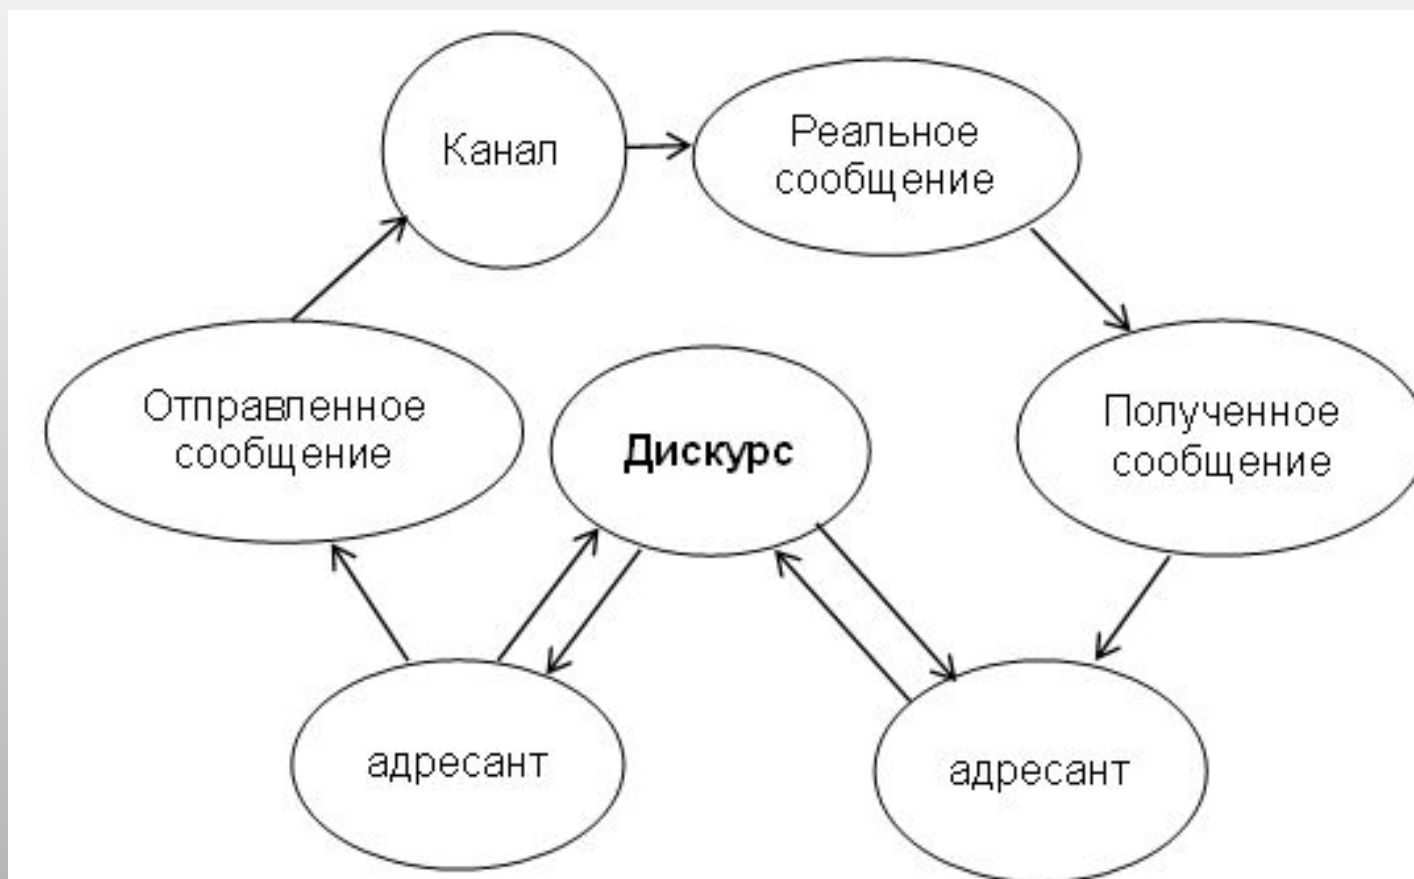 Канал
Реальное
сообщение
Отправленное
сообщение
Дискурс
Полученное
сообщение
адресант
адресант